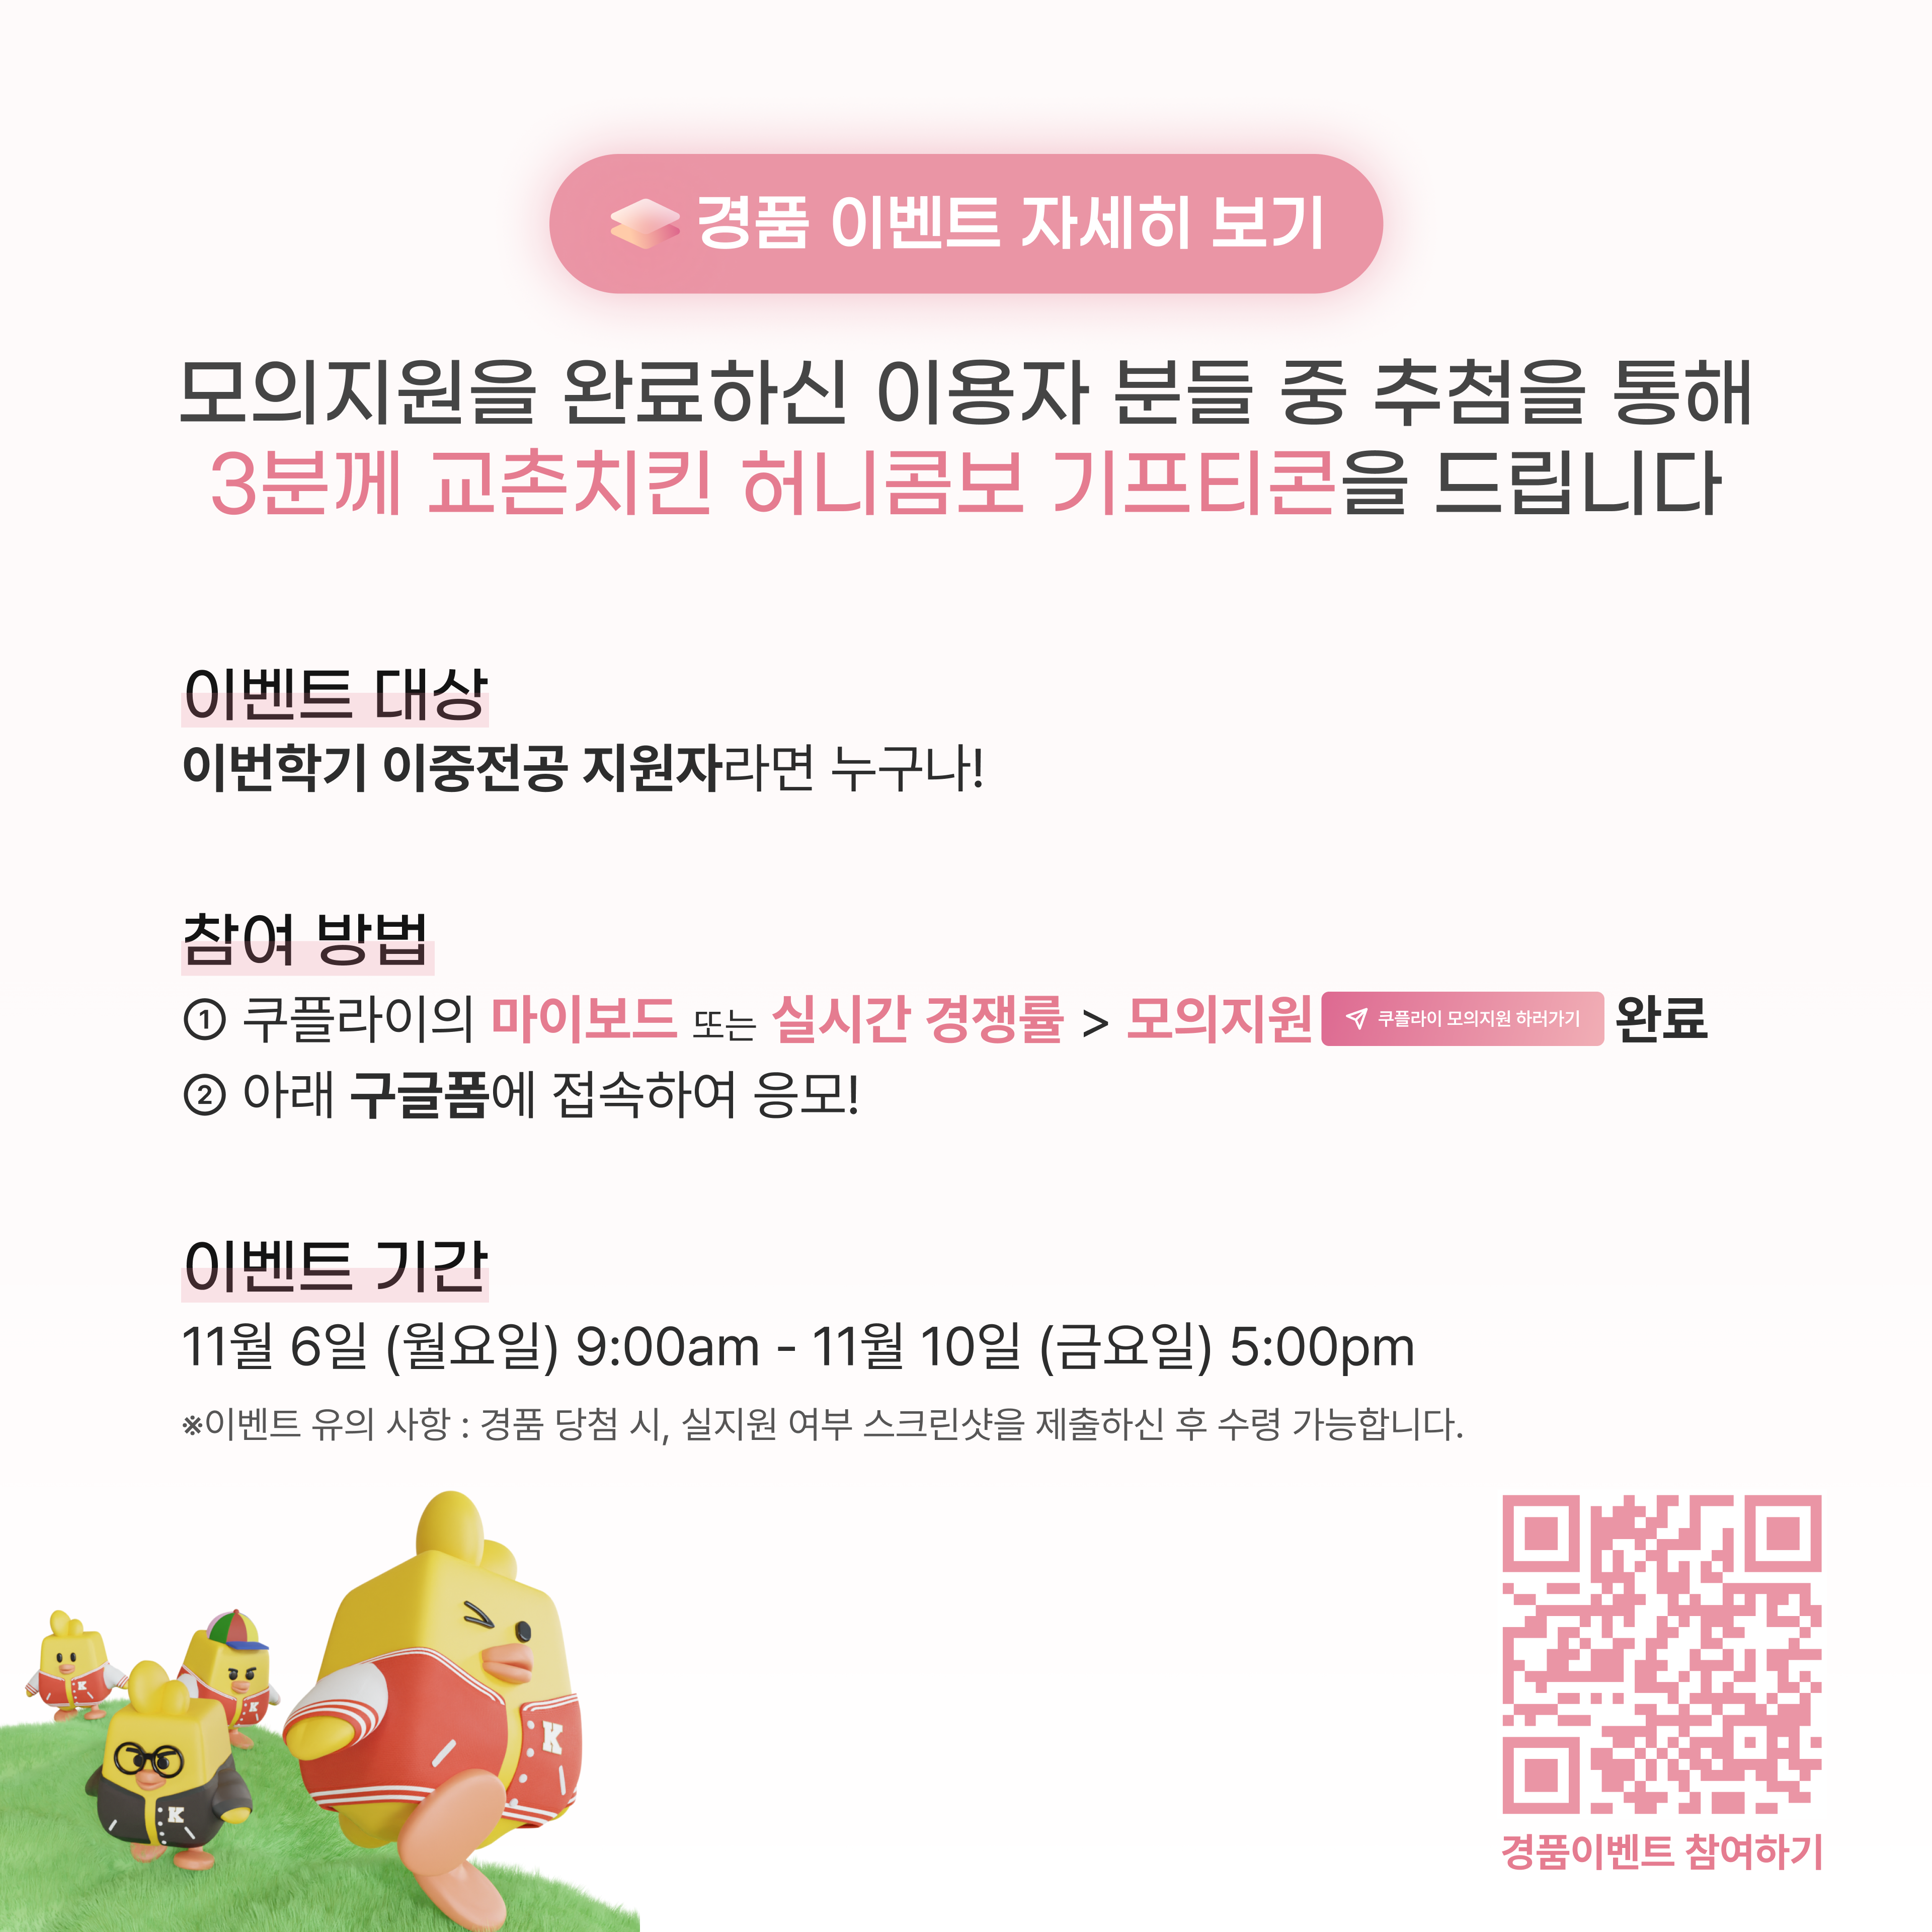 경품 이벤트 자세히 보기
모의지원을 완료하신 이용자 분들 중 추첨을 통해
3분께 교촌치킨 허니콤보 기프티콘을 드립니다
이벤트 대상
이번학기 이중전공 지원자라면 누구나!
참여 방법
① 쿠플라이의 마이보드 또는 실시간 경쟁률 > 모의지원 쿠플라이 모의지원 하러가기 완료
② 아래 구글폼에 접속하여 응모!
이벤트 기간
11월 6일 (월요일) 9:00am - 11월 10일 (금요일) 5:00pm
※이벤트 유의 사항 : 경품 당첨 시, 실지원 여부 스크린샷을 제출하신 후 수령 가능합니다.
K
K
K
K
경품이벤트 참여하기